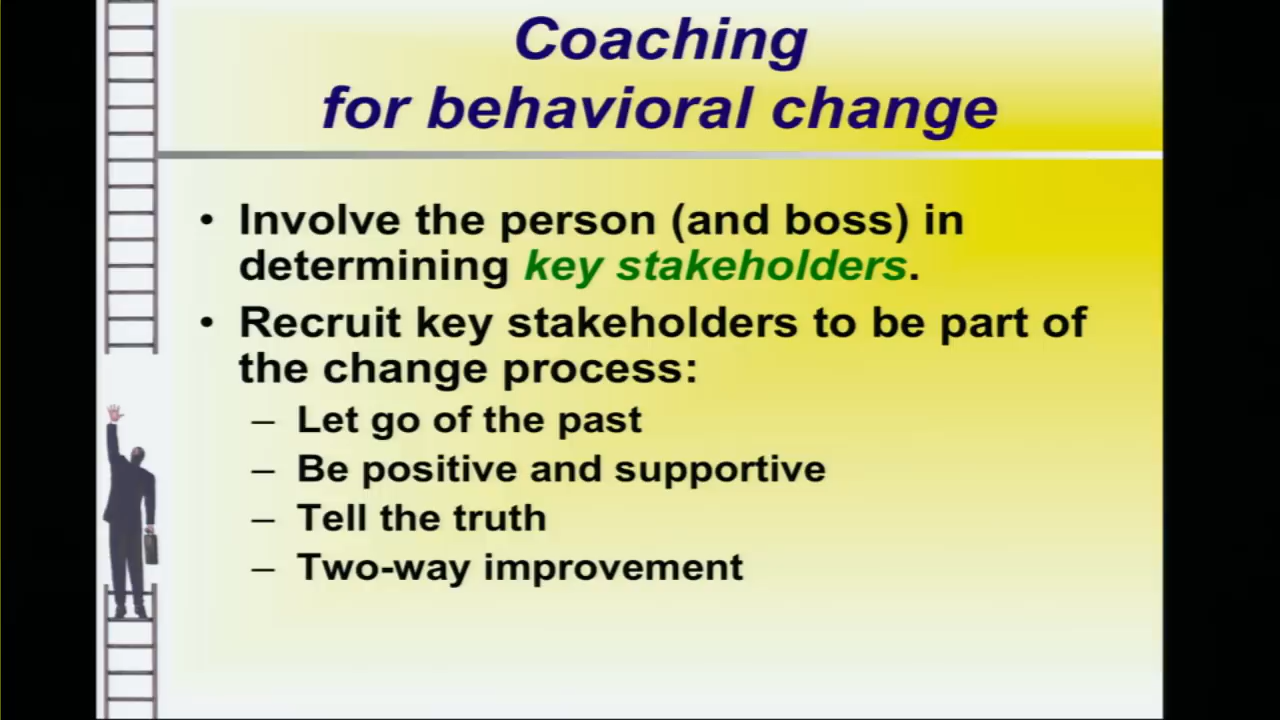 Coaching
for behavioral change
• Involve the person (and boss) in
determining key stakeholders.
• Recruit key stakeholders to be part of
the change process:
– Let go of the past
– Be positive and supportive
– Tell the truth
– Two-way improvement